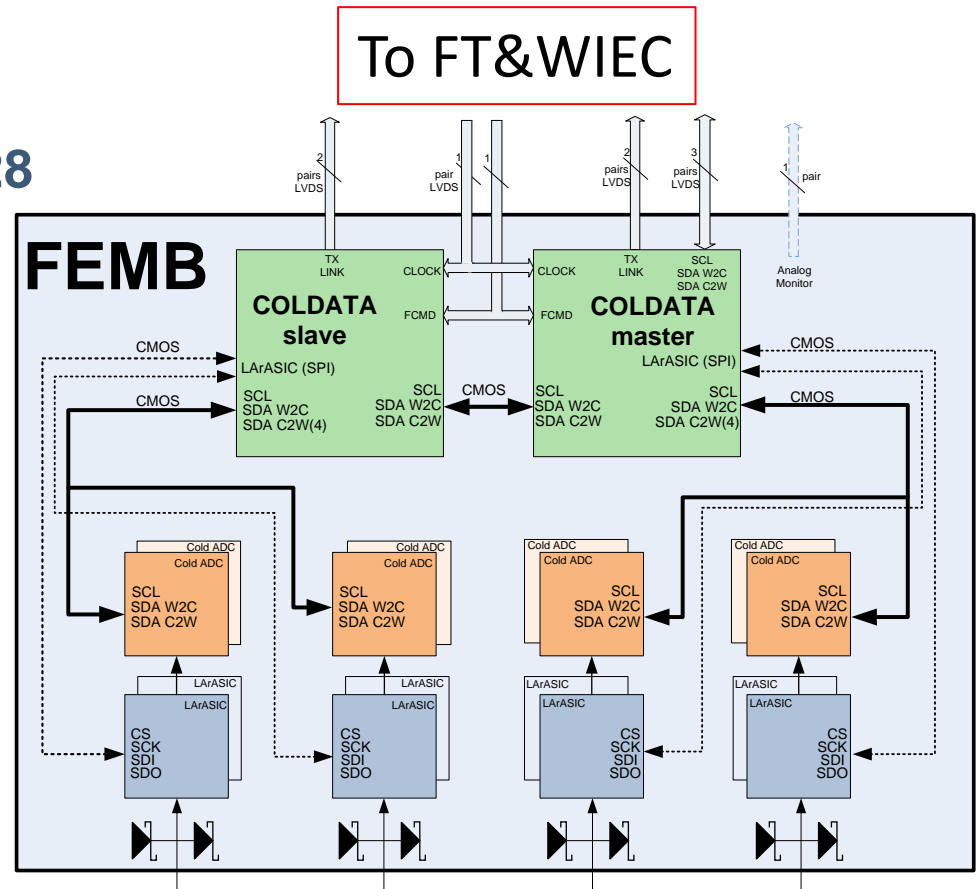 To FT&WIEC
28
2
pairs
LVDS
1
pair
LVDS
1
2
pairs
LVDS
3
pairs
LVDS
1
pair
FEMB
TX
LINK
CLOCK
COLDATA
slave
FCMD
LArASIC (SPI)
SCL
SDA W2C
SDA C2W(4)
SCL
SDA W2C
SDA C2W
CMOS
TX
LINK
SCL
SDA W2C
SDA C2W
CLOCK
COLDATA
master
FCMD
LArASIC (SPI)
SCL
SDA W2C
SDA C2W
SCL
SDA W2C
SDA C2W(4)
Analog
Monitor
CMOS
CMOS
CMOS
CMOS
Cold ADC
Cold ADC
SCL
SDA W2C
SDA C2W
Cold ADC
Cold ADC
SCL
SDA W2C
SDA C2W
Cold ADC
Cold ADC
SCL
SDA W2C
SDA C2W
Cold ADC
Cold ADC
SCL
SDA W2C
SDA C2W
LArASIC
LArASIC
CS
SCK
SDI
SDO
LArASIC
LArASIC
CS
SCK
SDI
SDO
LArASIC
LArASIC
CS
SCK
SDI
SDO
LArASIC
LArASIC
CS
SCK
SDI
SDO